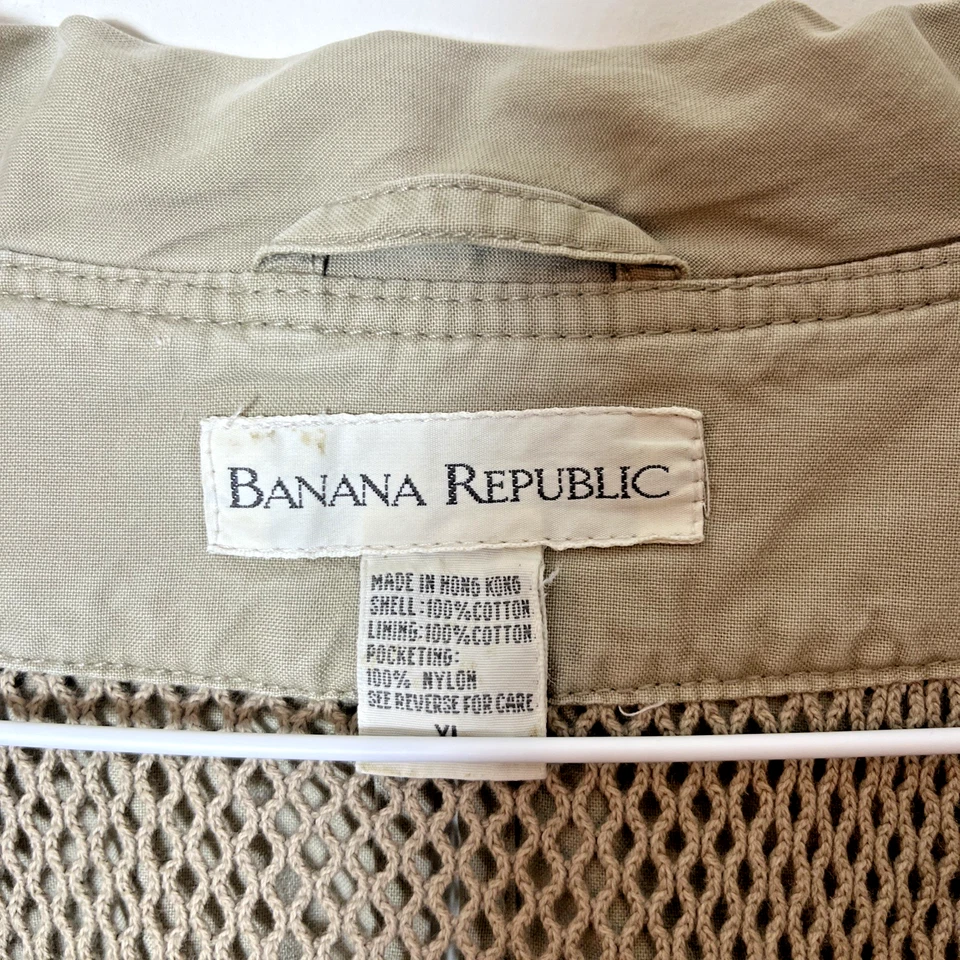 BANANA REPUBLIC
MADE IN HONG KONG
SHELL:100%COTTON
LINING:100%COTTON
POCKETING:
100% NYLON
SEE REVERSE FOR CARE
XL